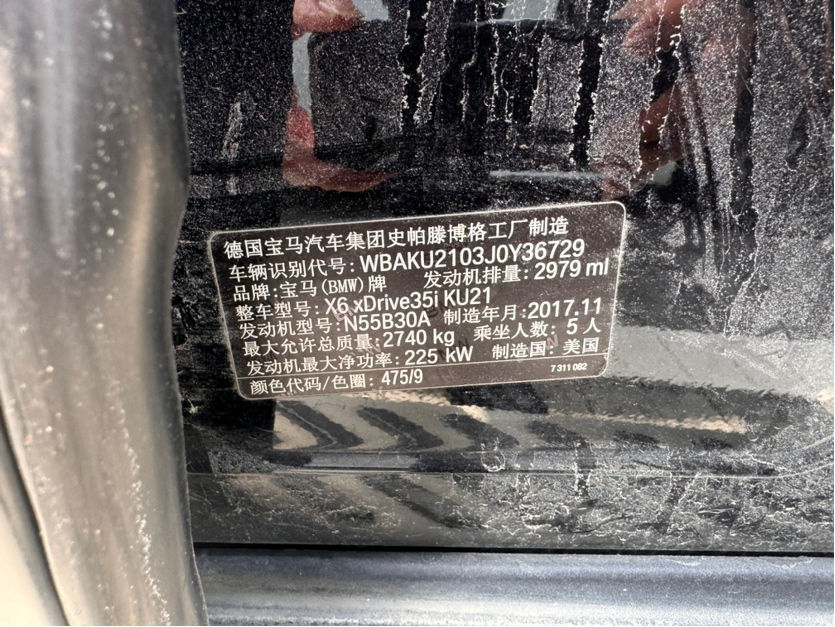 德国宝马汽车集团史帕滕博格工厂制造
车辆识别代号: WBAKU2103J0Y36729
品牌:宝马(BMW)牌 发动机排量: 2979 ml
整车型号: X6 xDrive35i KU21
发动机型号: N55B30A 制造年月: 2017.11
最大允许总质量: 2740 kg 乘坐人数: 5 人
发动机最大净功率: 225 kW 制造国: 美国
颜色代码/色圈: 475/9 7 311 082